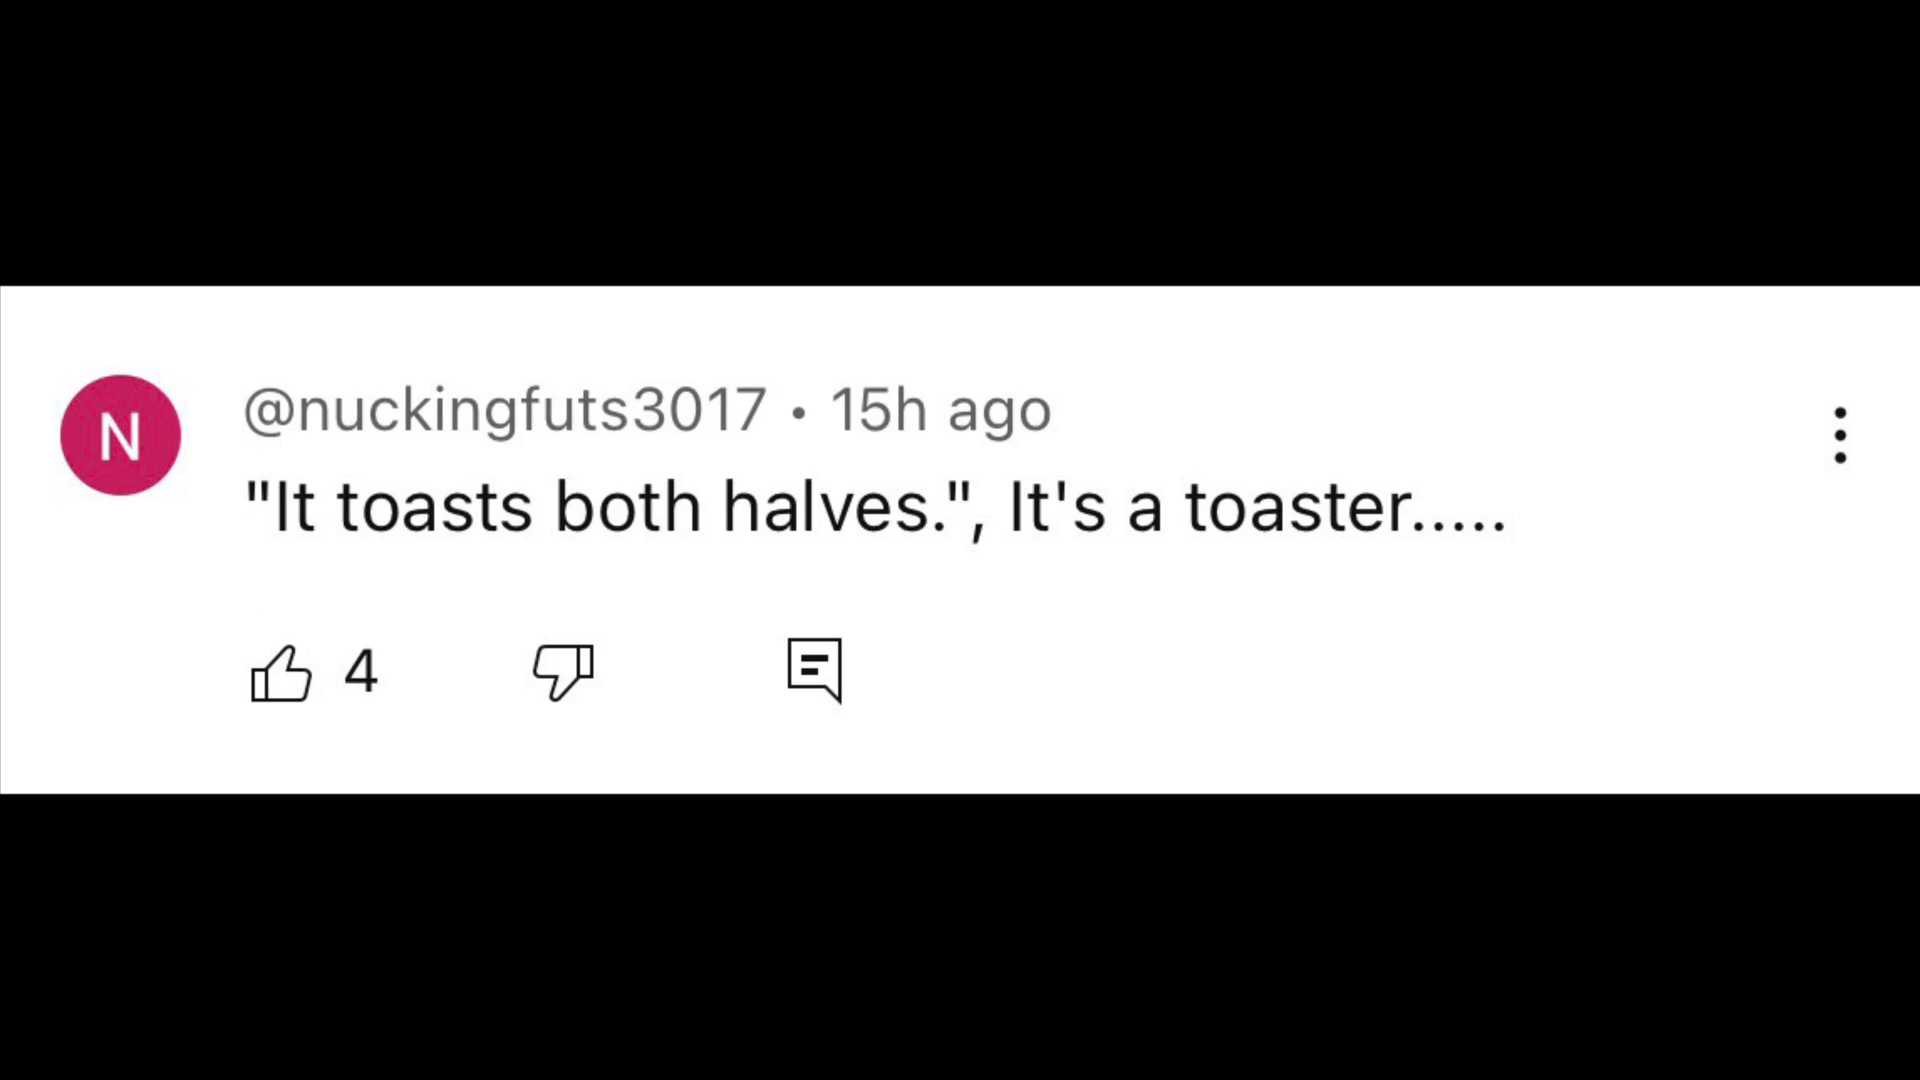 N
@nuckingfuts3017 • 15h ago
"It toasts both halves.", It's a toaster.....
4